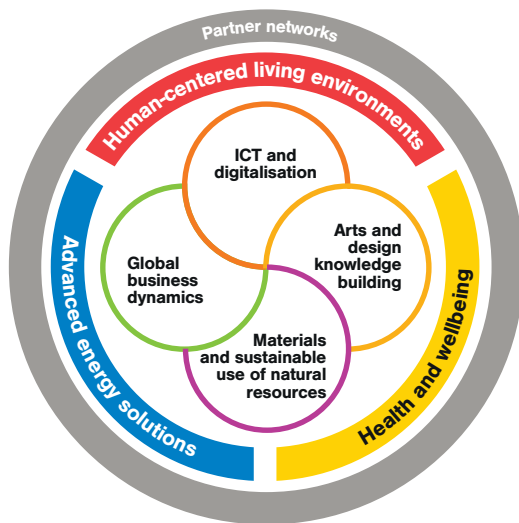 Partner networks
Human-centered living environments
ICT and
digitalisation
Arts and
design
knowledge
building
Global
business
dynamics
Materials
and sustainable
use of natural
resources
Advanced energy solutions
Health and wellbeing